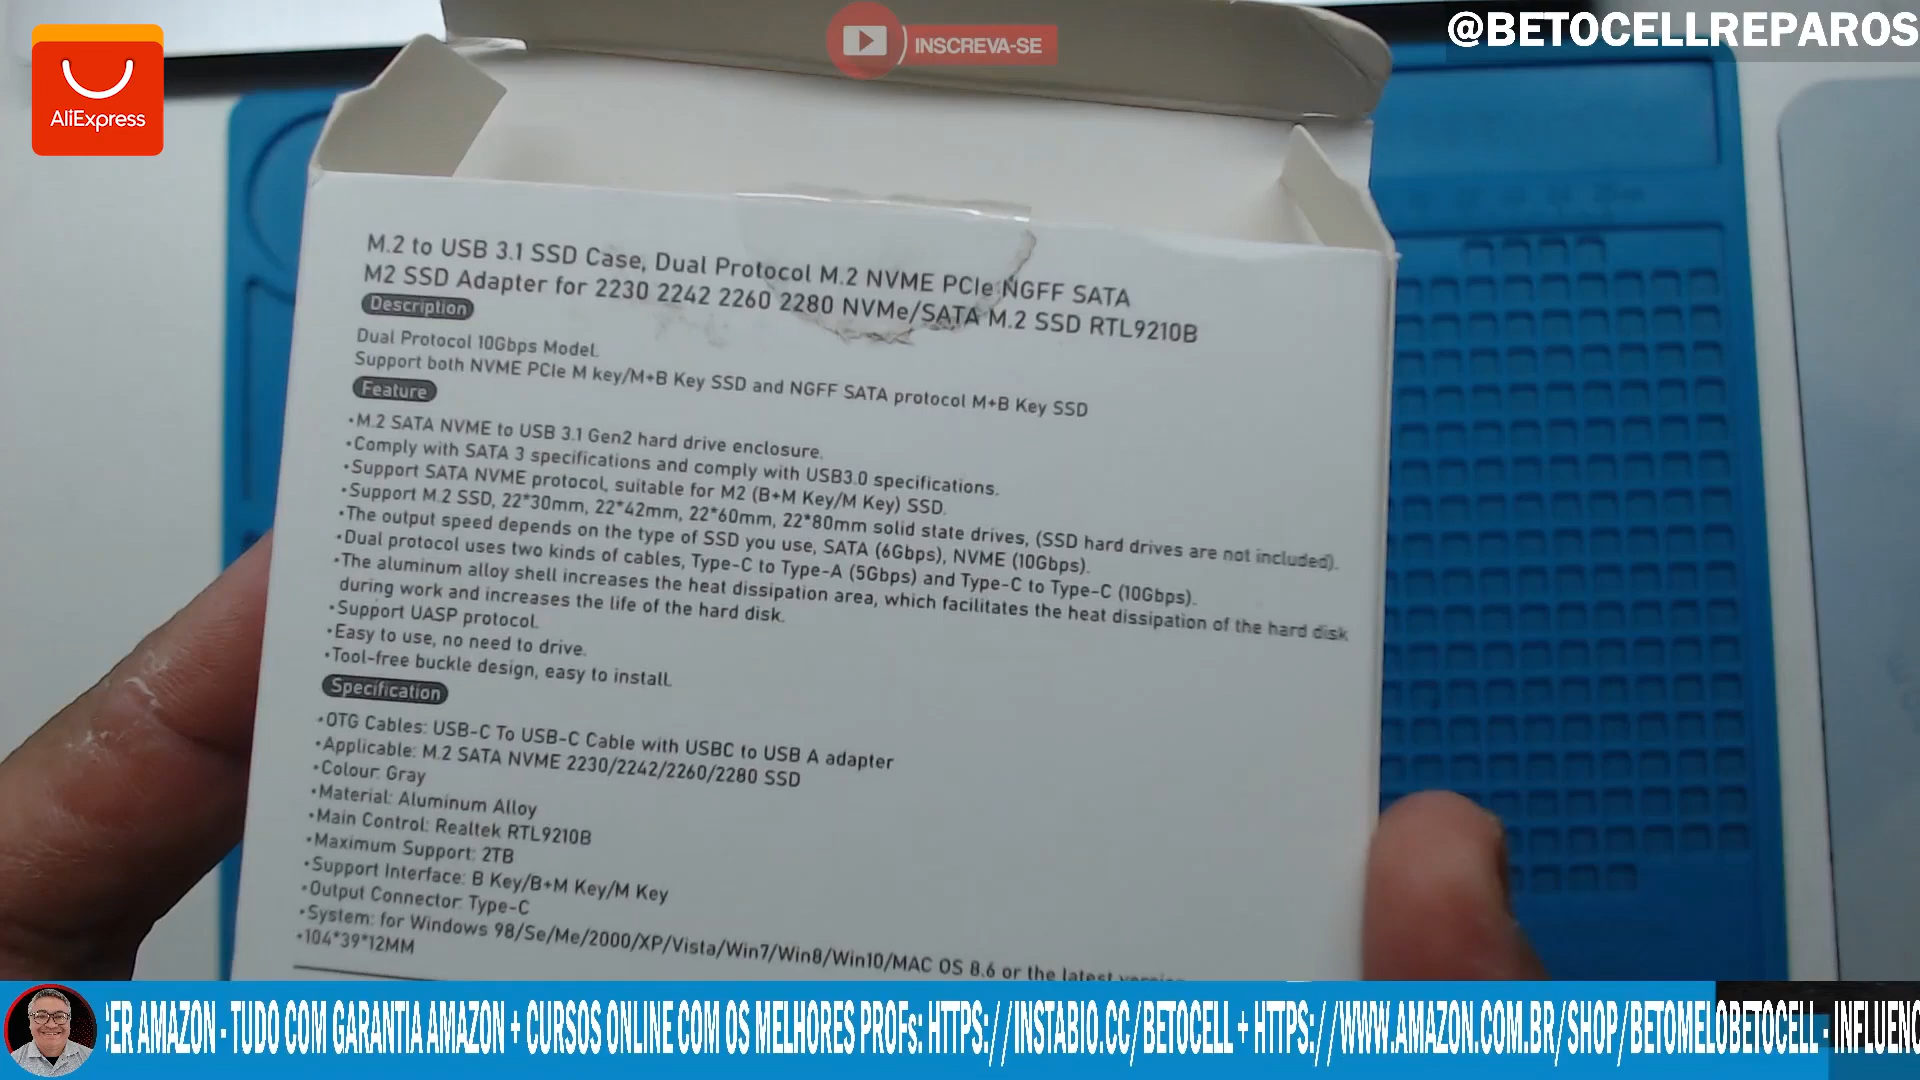 @BETOCELLREPAROS
INSCREVA-SE
AliExpress
M.2 to USB 3.1 SSD Case, Dual Protocol M.2 NVME PCIe NGFF SATA
M2 SSD Adapter for 2230 2242 2260 2280 NVMe/SATA M.2 SSD RTL9210B
Description
Dual Protocol 10Gbps Model.
Support both NVME PCIe M key/M+B Key SSD and NGFF SATA protocol M+B Key SSD
Feature
•M.2 SATA NVME to USB 3.1 Gen2 hard drive enclosure.
•Comply with SATA 3 specifications and comply with USB3.0 specifications.
•Support SATA NVME protocol, suitable for M2 (B+M Key/M Key) SSD.
•Support M.2 SSD, 22*30mm, 22*42mm, 22*60mm, 22*80mm solid state drives, (SSD hard drives are not included).
•The output speed depends on the type of SSD you use, SATA (6Gbps), NVME (10Gbps).
•Dual protocol uses two kinds of cables, Type-C to Type-A (5Gbps) and Type-C to Type-C (10Gbps).
•The aluminum alloy shell increases the heat dissipation area, which facilitates the heat dissipation of the hard disk
during work and increases the life of the hard disk.
•Support UASP protocol.
•Easy to use, no need to drive.
•Tool-free buckle design, easy to install.
Specification
•OTG Cables: USB-C To USB-C Cable with USBC to USB A adapter
•Applicable: M.2 SATA NVME 2230/2242/2260/2280 SSD
•Colour: Gray
•Material: Aluminum Alloy
•Main Control: Realtek RTL9210B
•Maximum Support: 2TB
•Support Interface: B Key/B+M Key/M Key
•Output Connector: Type-C
•System: for Windows 98/Se/Me/2000/XP/Vista/Win7/Win8/Win10/MAC OS 8.6 or the latest
•104*39*12MM
CER AMAZON - TUDO COM GARANTIA AMAZON + CURSOS ONLINE COM OS MELHORES PROFs: HTTPS://INSTABIO.CC/BETOCELL + HTTPS://WWW.AMAZON.COM.BR/SHOP/BETOMELOBETOCELL - INFLUENC